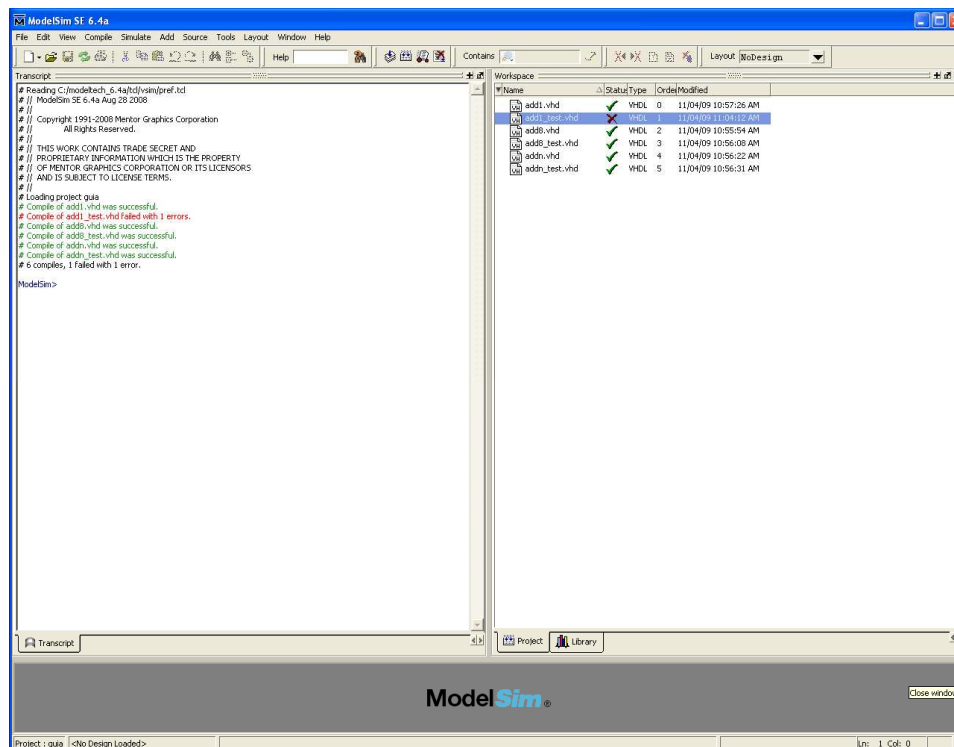 ModelSim SE 6.4a
File Edit View Compile Simulate Add Source Tools Layout Window Help
Help Contains Layout NoDesign
Transcript
# Reading C:/modeltech_6.4a/tcl/vsim/pref.tcl
# // ModelSim SE 6.4a Aug 28 2008
# //
# // Copyright 1991-2008 Mentor Graphics Corporation
# // All Rights Reserved.
# //
# // THIS WORK CONTAINS TRADE SECRET AND
# // PROPRIETARY INFORMATION WHICH IS THE PROPERTY
# // OF MENTOR GRAPHICS CORPORATION OR ITS LICENSORS
# // AND IS SUBJECT TO LICENSE TERMS.
# //
# Loading project guia
# Compile of add1.vhd was successful.
# Compile of add1_test.vhd failed with 1 errors.
# Compile of add8.vhd was successful.
# Compile of add8_test.vhd was successful.
# Compile of addn.vhd was successful.
# Compile of addn_test.vhd was successful.
# 6 compiles, 1 failed with 1 error.
ModelSim>
Transcript
Workspace
Name Status Type Order Modified
add1.vhd VHDL 0 11/04/09 10:57:26 AM
add1_test.vhd VHDL 1 11/04/09 11:04:12 AM
add8.vhd VHDL 2 11/04/09 10:55:54 AM
add8_test.vhd VHDL 3 11/04/09 10:56:08 AM
addn.vhd VHDL 4 11/04/09 10:56:22 AM
addn_test.vhd VHDL 5 11/04/09 10:56:31 AM
Project Library
ModelSim ®
Close window
Project : guia <No Design Loaded> Ln: 1 Col: 0